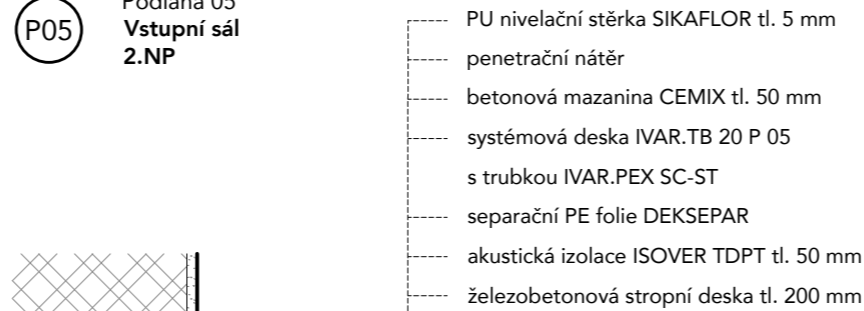 P05
Podlaha 05
Vstupní sál
2.NP
PU nivelační stěrka SIKAFLOR tl. 5 mm
penetrační nátěr
betonová mazanina CEMIX tl. 50 mm
systémová deska IVAR.TB 20 P 05
s trubkou IVAR.PEX SC-ST
separační PE folie DEKSEPAR
akustická izolace ISOVER TDPT tl. 50 mm
železobetonová stropní deska tl. 200 mm